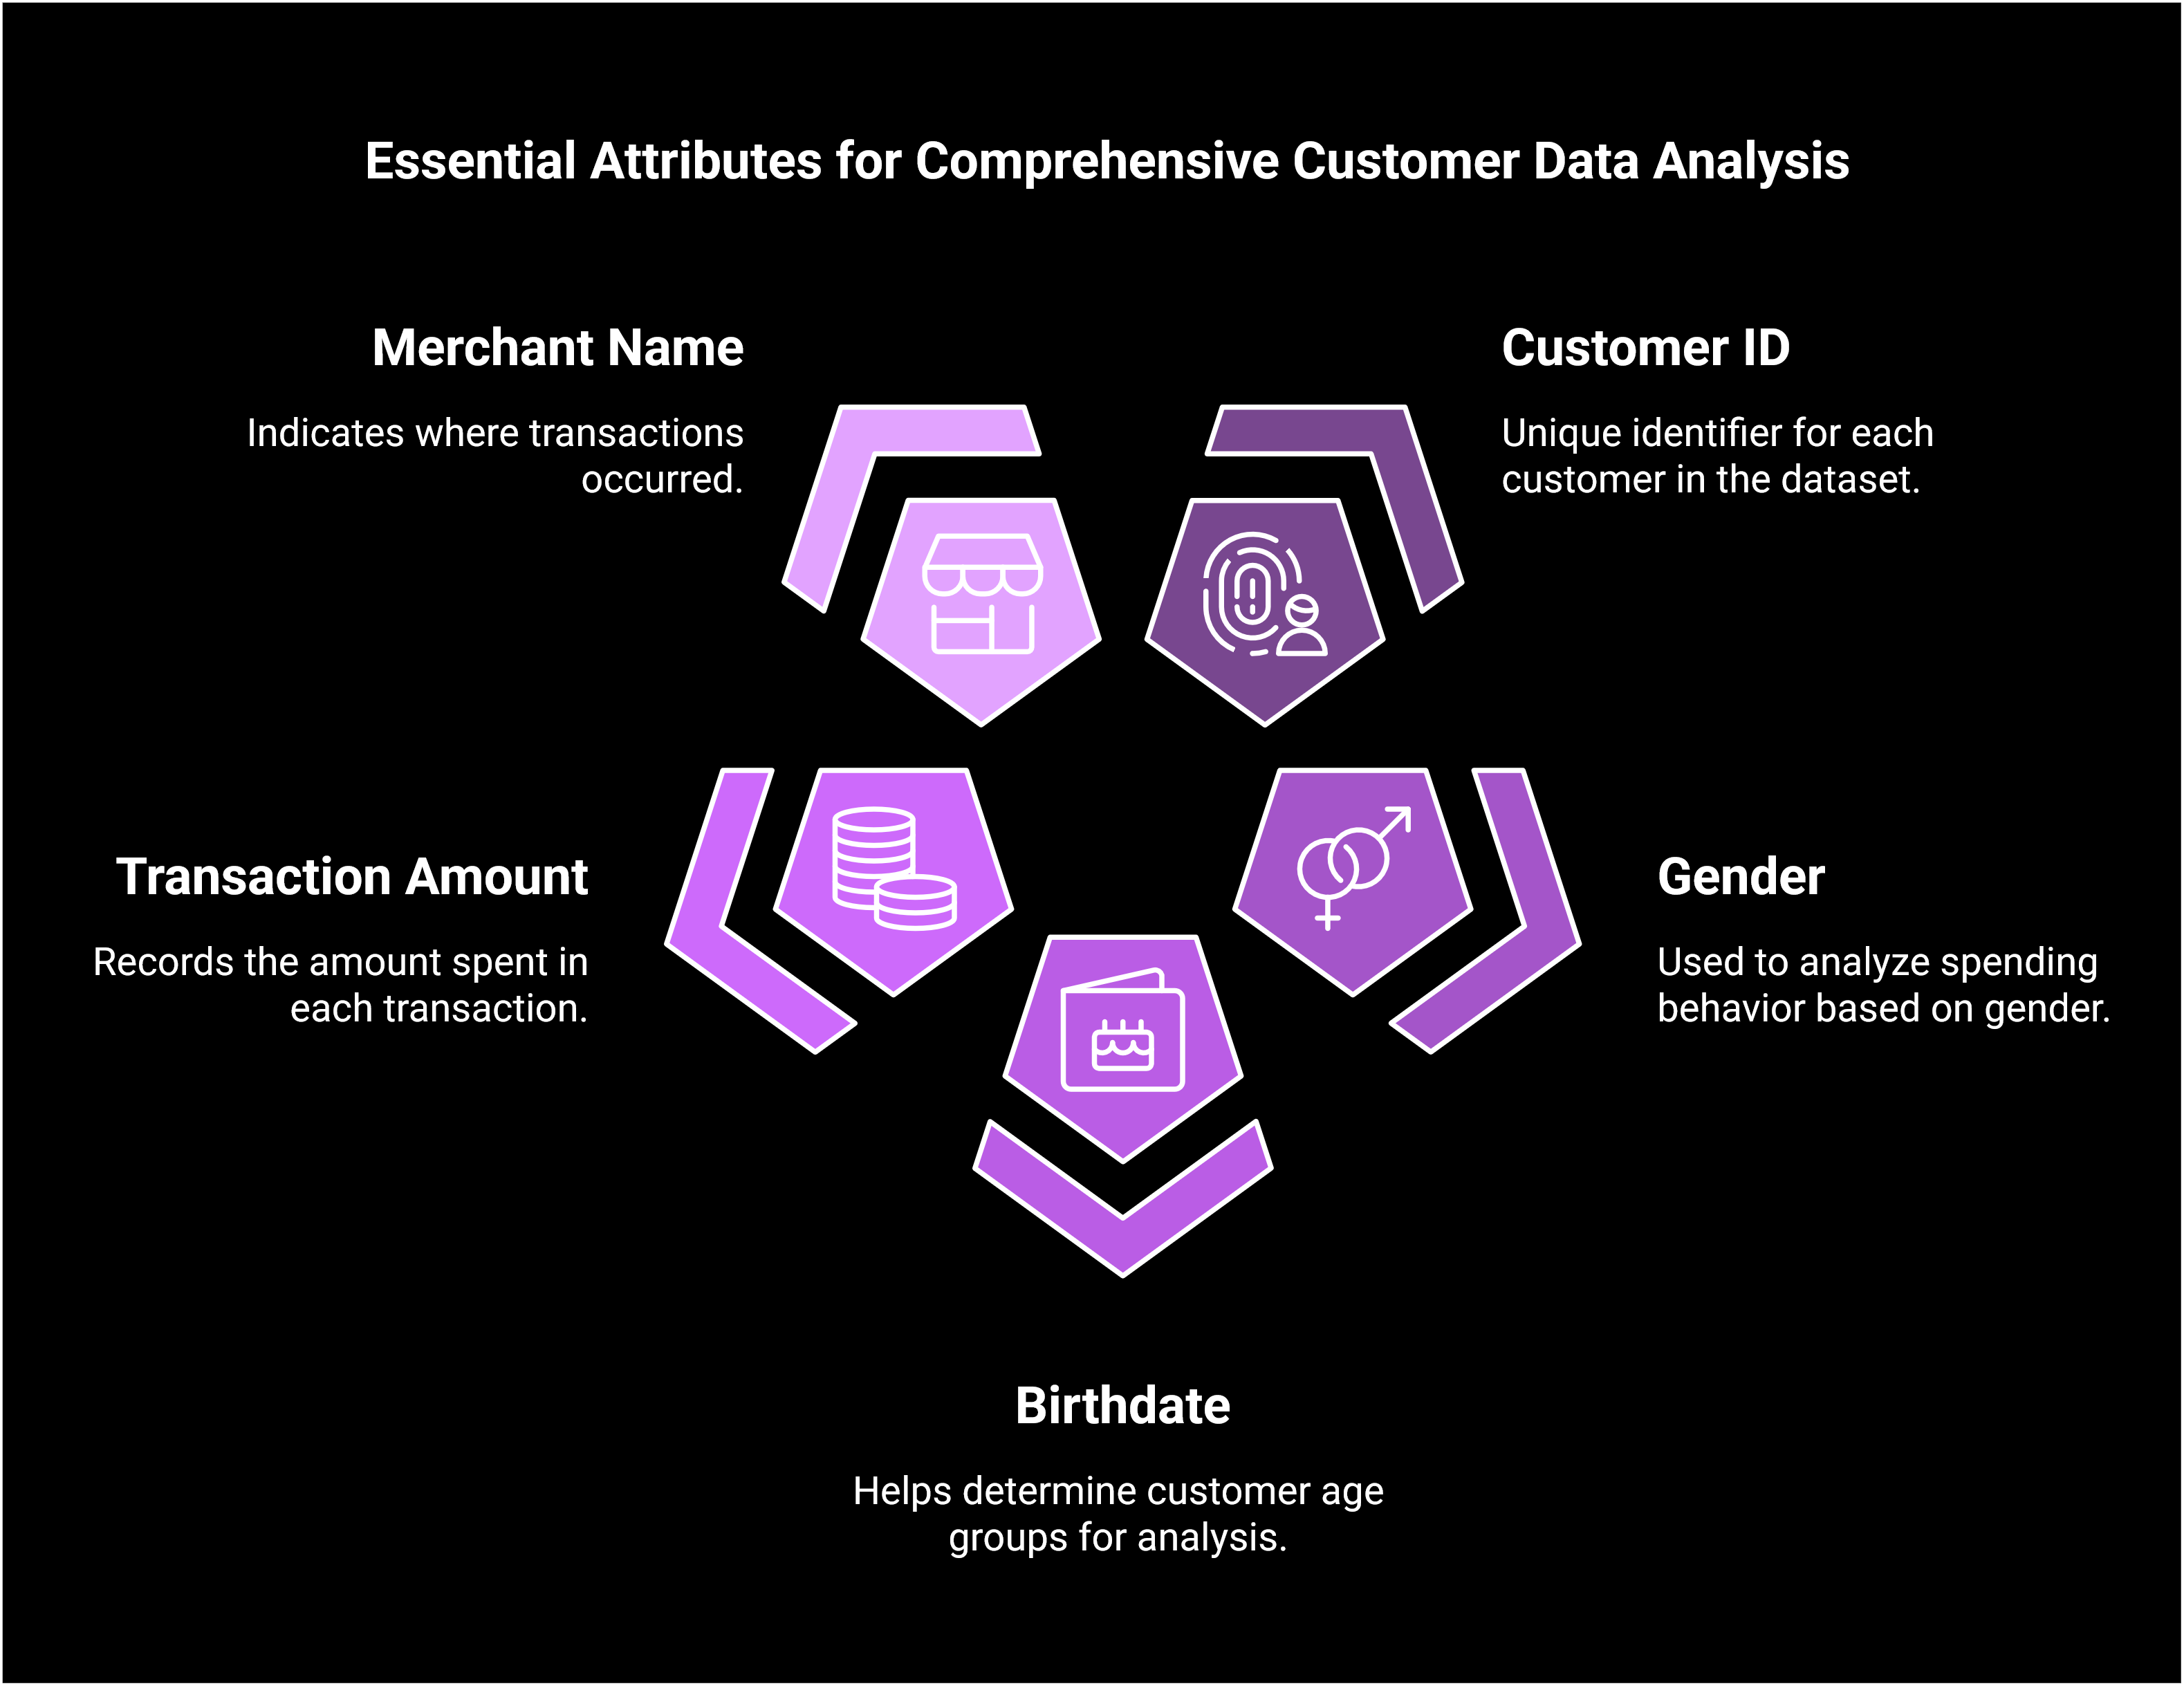 Essential Attributes for Comprehensive Customer Data Analysis
Merchant Name
Indicates where transactions
occurred.
Customer ID
Unique identifier for each
customer in the dataset.
Transaction Amount
Records the amount spent in
each transaction.
Gender
Used to analyze spending
behavior based on gender.
Birthdate
Helps determine customer age
groups for analysis.